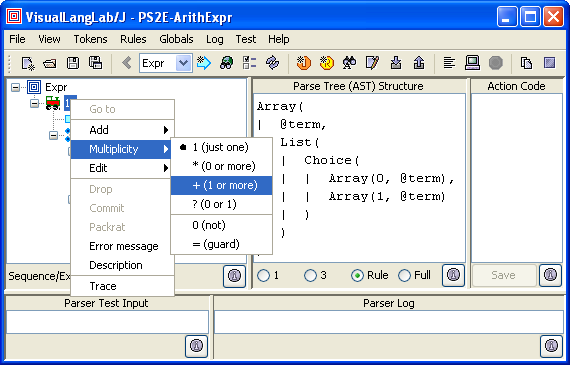 VisualLangLab/J - PS2E-ArithExpr
File View Tokens Rules Globals Log Test Help
Expr
Expr
1
Go to
Add
Multiplicity
Edit
Drop
Commit
Packrat
Error message
Description
Trace
1 (just one)
* (0 or more)
+ (1 or more)
? (0 or 1)
0 (not)
= (guard)
Sequence/Ex
Parse Tree (AST) Structure
Array(
| @term,
List(
| | Choice(
| | | Array(0, @term),
| | | Array(1, @term)
| | )
)
1 3 Rule Full
Action Code
Save
Parser Test Input
Parser Log